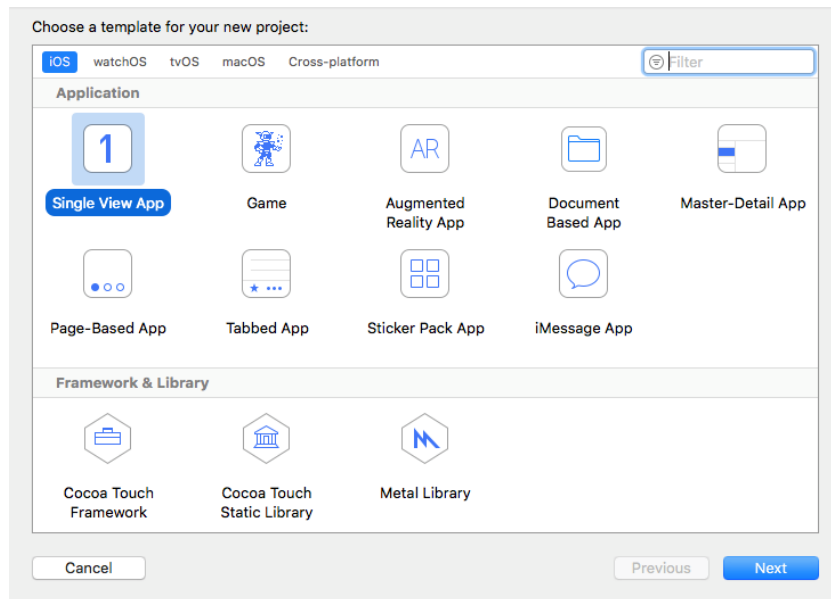 Choose a template for your new project:
iOS watchOS tvOS macOS Cross-platform Filter
Application
1 AR
Single View App Game Augmented Reality App Document Based App Master-Detail App
Page-Based App Tabbed App Sticker Pack App iMessage App
Framework & Library
Cocoa Touch Framework Cocoa Touch Static Library Metal Library
Cancel Previous Next